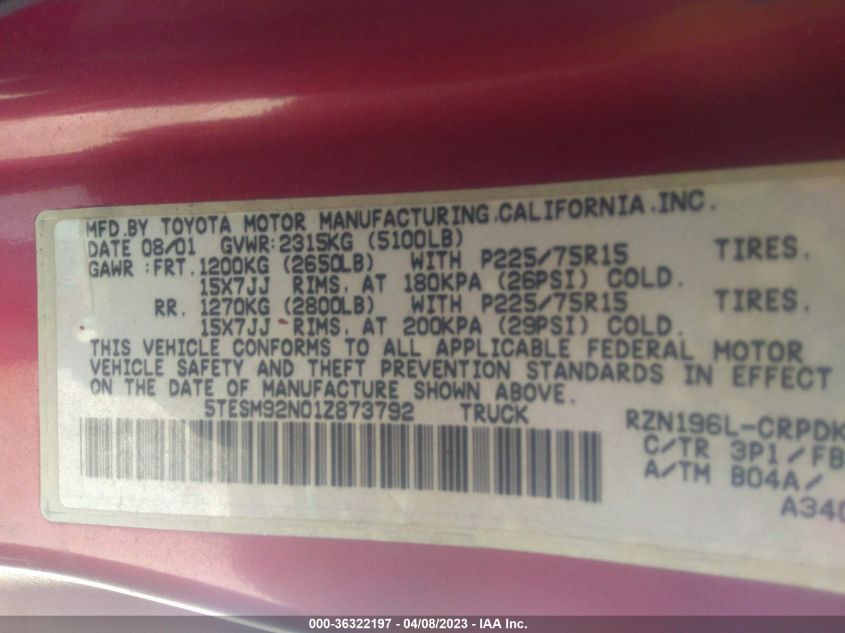 MFD.BY TOYOTA MOTOR MANUFACTURING.CALIFORNIA.INC.
DATE 08/01 GVWR:2315KG (5100LB)
GAWR:FRT. 1200KG (2650LB) WITH P225/75R15 TIRES.
15X7JJ RIMS, AT 180KPA (26PSI) COLD.
RR. 1270KG (2800LB) WITH P225/75R15 TIRES.
15X7JJ RIMS, AT 200KPA (29PSI) COLD.
THIS VEHICLE CONFORMS TO ALL APPLICABLE FEDERAL MOTOR
VEHICLE SAFETY AND THEFT PREVENTION STANDARDS IN EFFECT
ON THE DATE OF MANUFACTURE SHOWN ABOVE.
5TESM92N01Z873792 TRUCK RZN196L-CRPDK
C/TR 3P1/FB
A/TM B04A/
A340
000-36322197 - 04/08/2023 - IAA Inc.